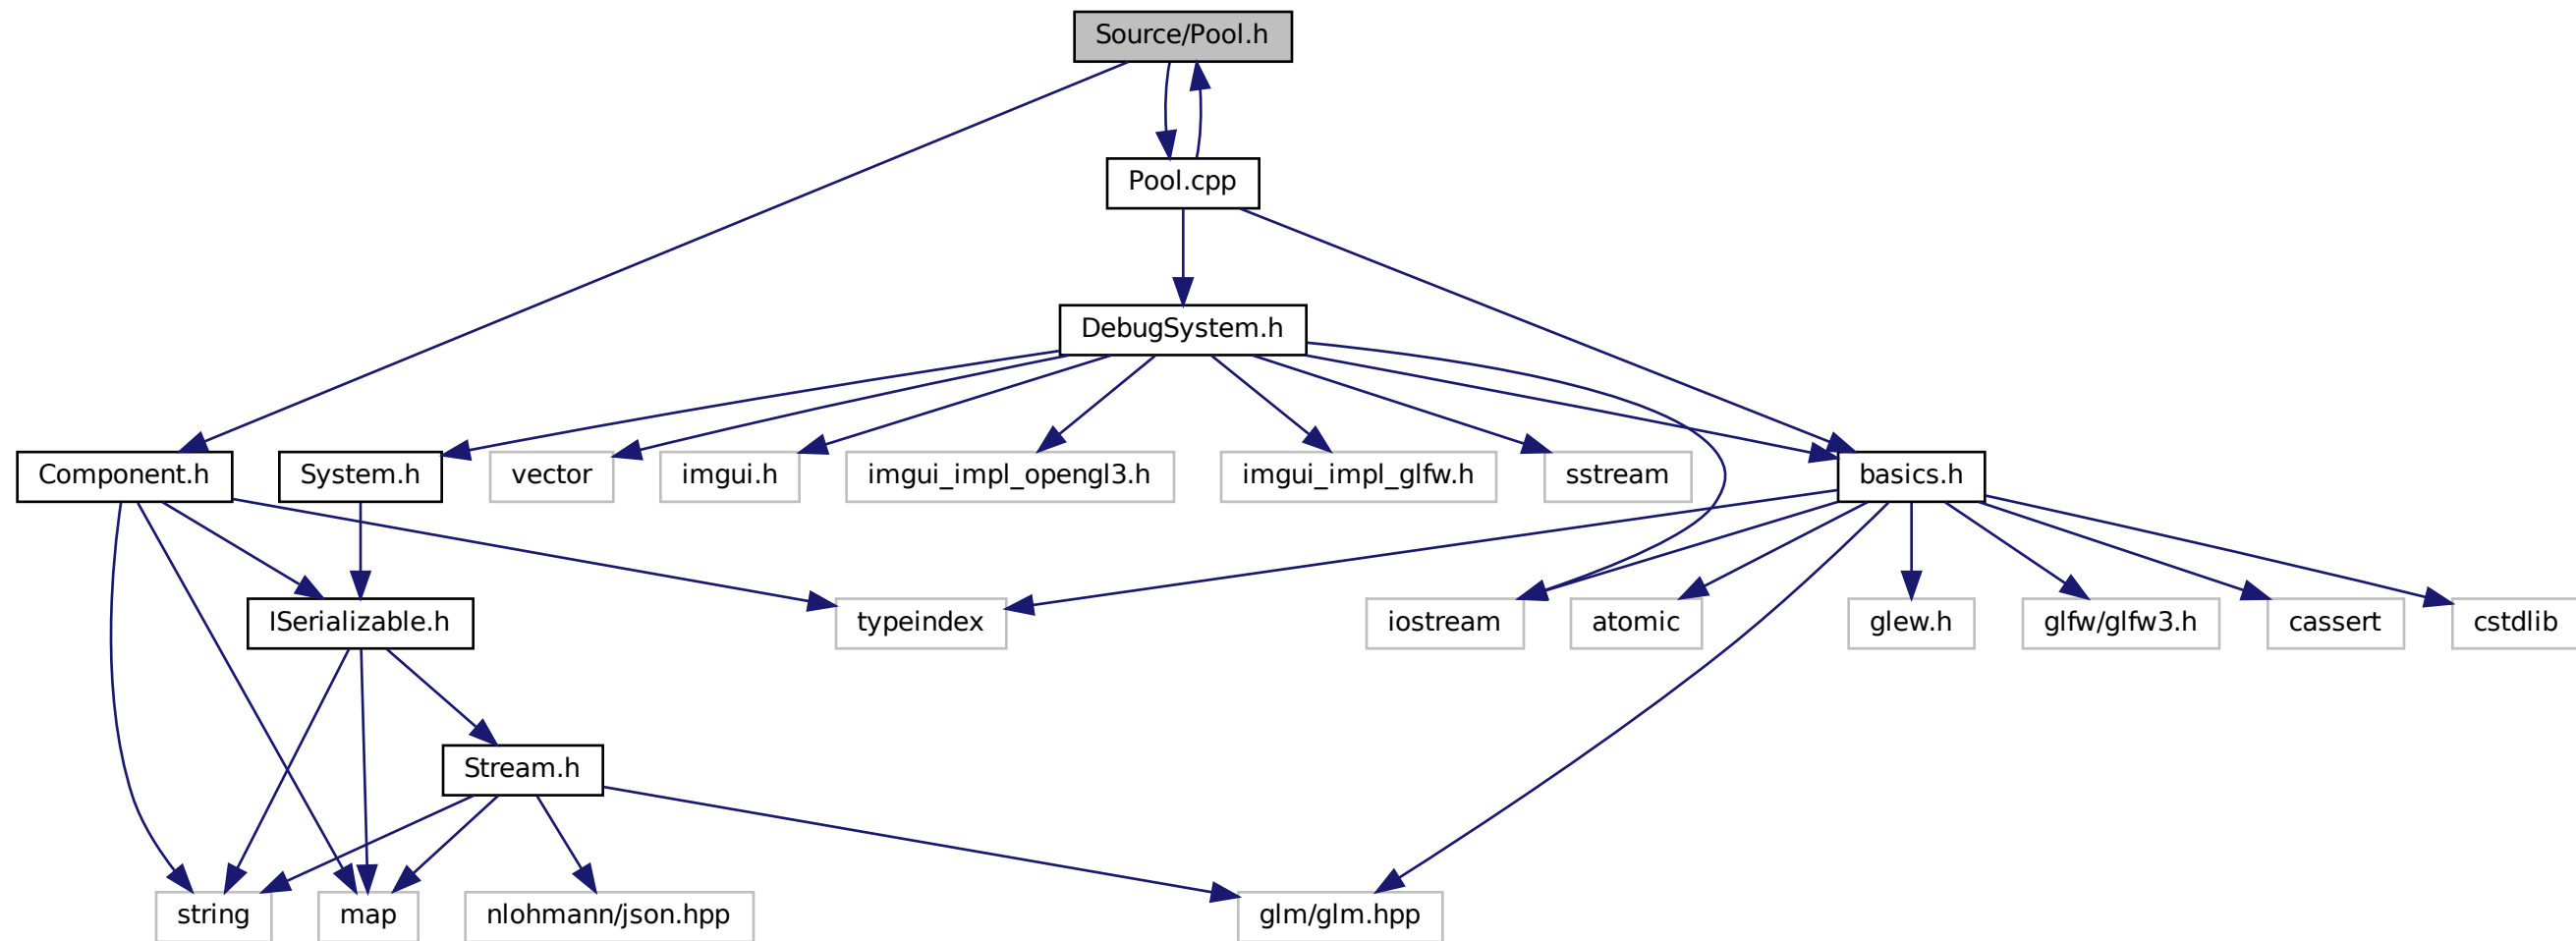 Source/Pool.h
Pool.cpp
DebugSystem.h
Component.h
System.h
vector
imgui.h
imgui_impl_opengl3.h
imgui_impl_glfw.h
sstream
basics.h
ISerializable.h
typeindex
iostream
atomic
glew.h
glfw/glfw3.h
cassert
cstdlib
Stream.h
string
map
nlohmann/json.hpp
glm/glm.hpp